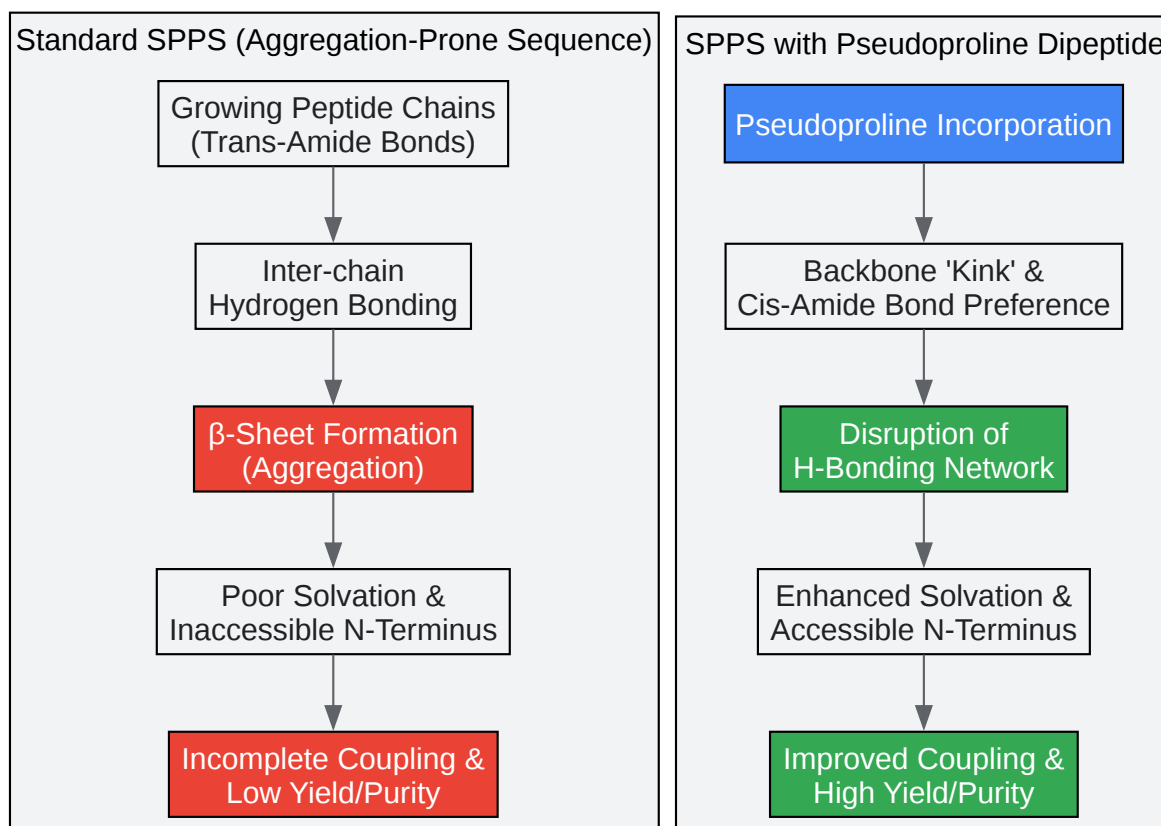 Standard SPPS (Aggregation-Prone Sequence)
Growing Peptide Chains
(Trans-Amide Bonds)
Inter-chain
Hydrogen Bonding
β-Sheet Formation
(Aggregation)
Poor Solvation &
Inaccessible N-Terminus
Incomplete Coupling &
Low Yield/Purity
SPPS with Pseudoproline Dipeptide
Pseudoproline Incorporation
Backbone 'Kink' &
Cis-Amide Bond Preference
Disruption of
H-Bonding Network
Enhanced Solvation &
Accessible N-Terminus
Improved Coupling &
High Yield/Purity